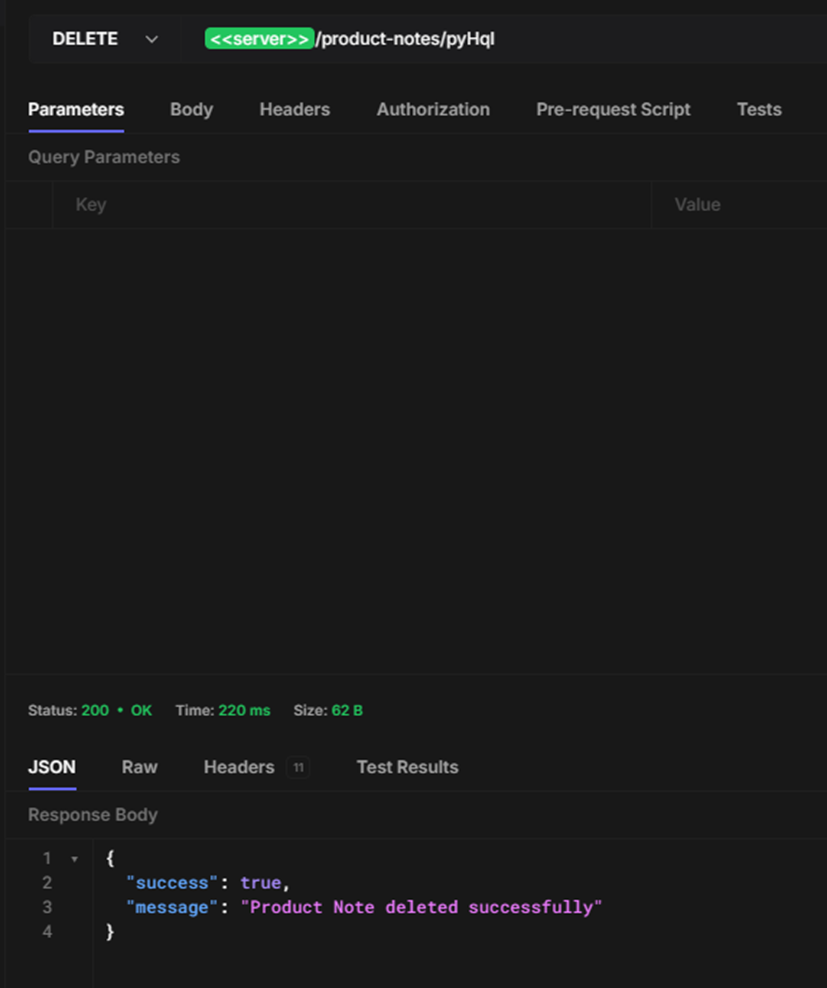 DELETE <<server>>/product-notes/pyHql
Parameters Body Headers Authorization Pre-request Script Tests
Query Parameters
Key Value
Status: 200 • OK Time: 220 ms Size: 62 B
JSON Raw Headers 11 Test Results
Response Body
1 {
2 "success": true,
3 "message": "Product Note deleted successfully"
4 }